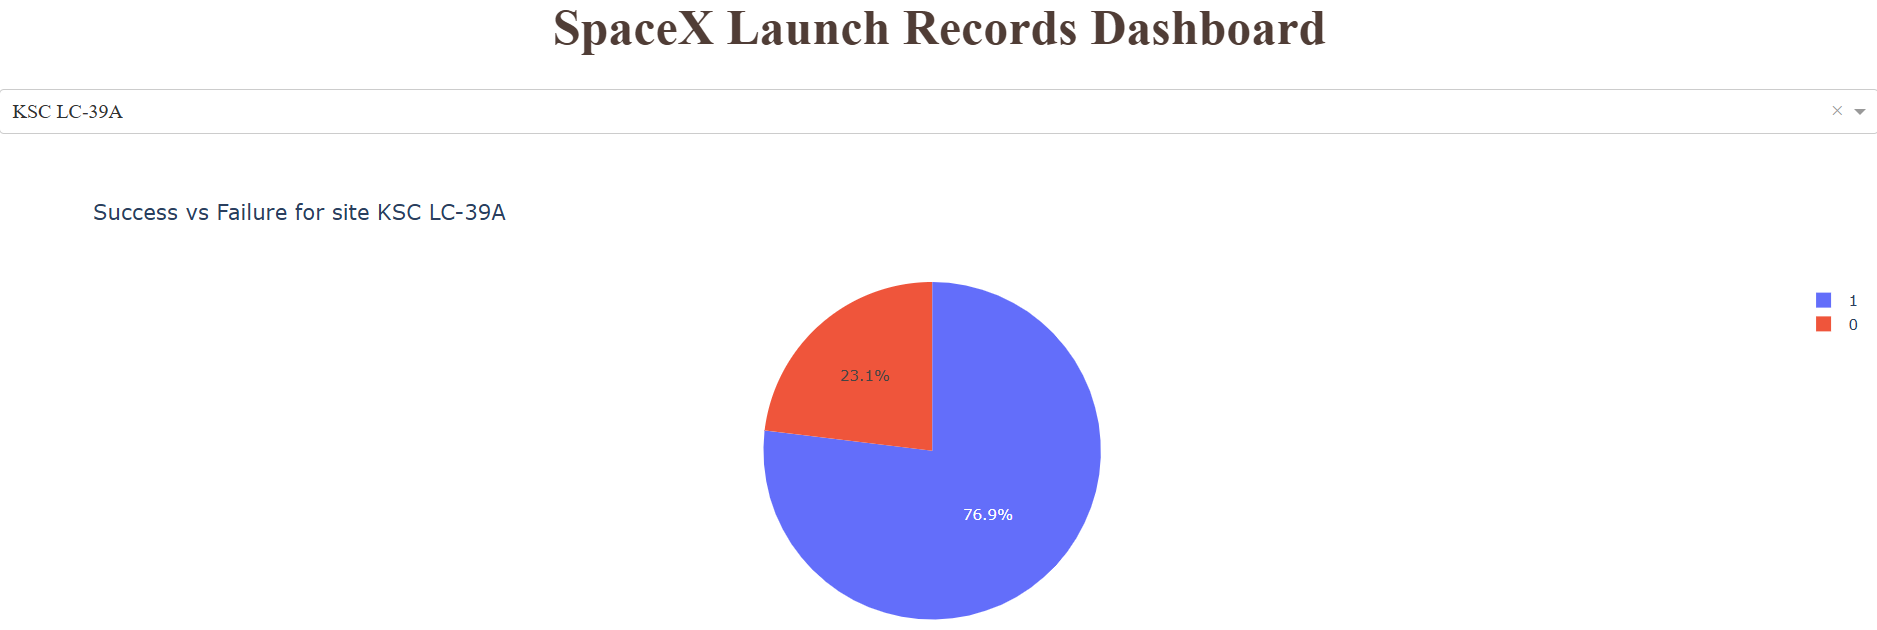 SpaceX Launch Records Dashboard
KSC LC-39A
Success vs Failure for site KSC LC-39A
1
0
23.1%
76.9%